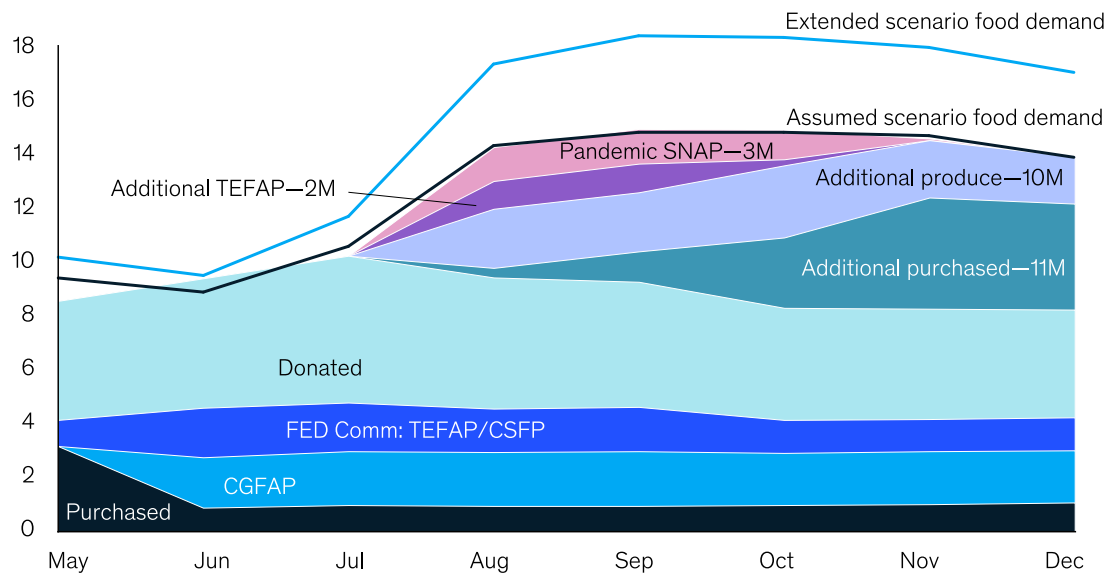 Extended scenario food demand
18
16
Assumed scenario food demand
14
Pandemic SNAP—3M
Additional TEFAP—2M
Additional produce—10M
12
10
Additional purchased—11M
8
6
Donated
4
FED Comm: TEFAP/CSFP
2
CGFAP
Purchased
0
May Jun Jul Aug Sep Oct Nov Dec